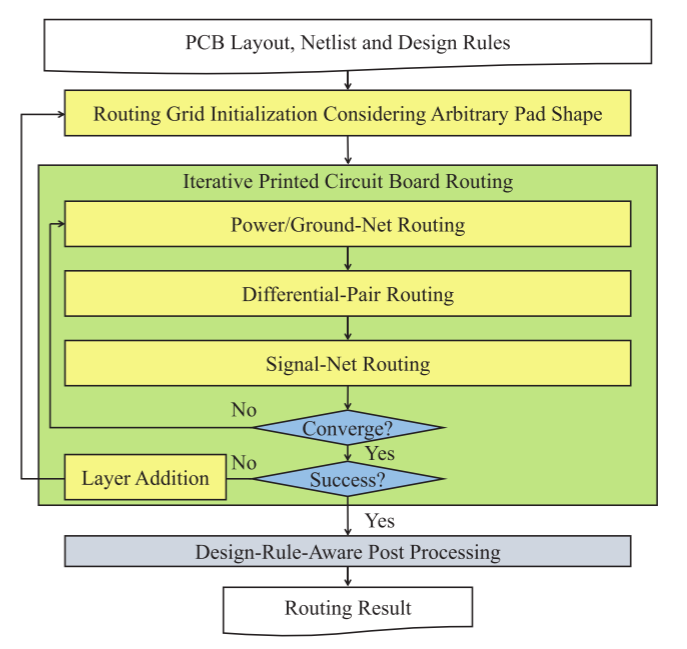 PCB Layout, Netlist and Design Rules
Routing Grid Initialization Considering Arbitrary Pad Shape
Iterative Printed Circuit Board Routing
Power/Ground-Net Routing
Differential-Pair Routing
Signal-Net Routing
No
Converge?
Yes
Layer Addition
No
Success?
Yes
Design-Rule-Aware Post Processing
Routing Result